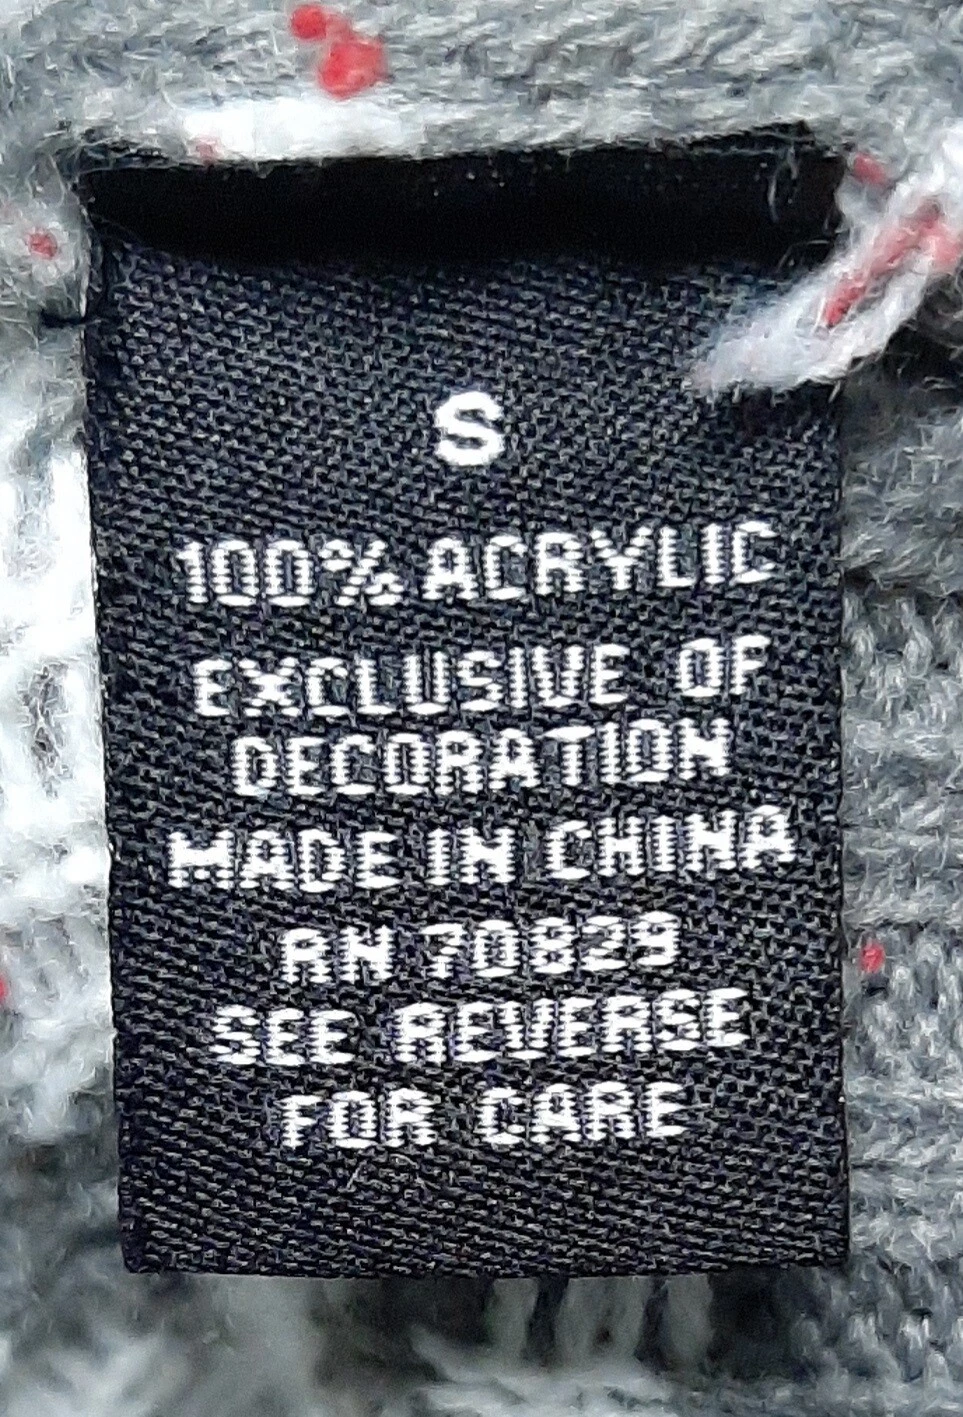 S
100% ACRYLIC
EXCLUSIVE OF
DECORATION
MADE IN CHINA
RN 70829
SEE REVERSE
FOR CARE